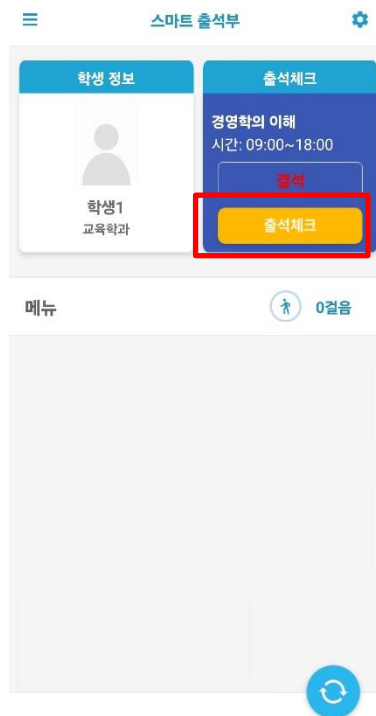 스마트 출석부
학생 정보
학생1
교육학과
출석체크
경영학의 이해
시간: 09:00~18:00
결석
출석체크
메뉴
0걸음